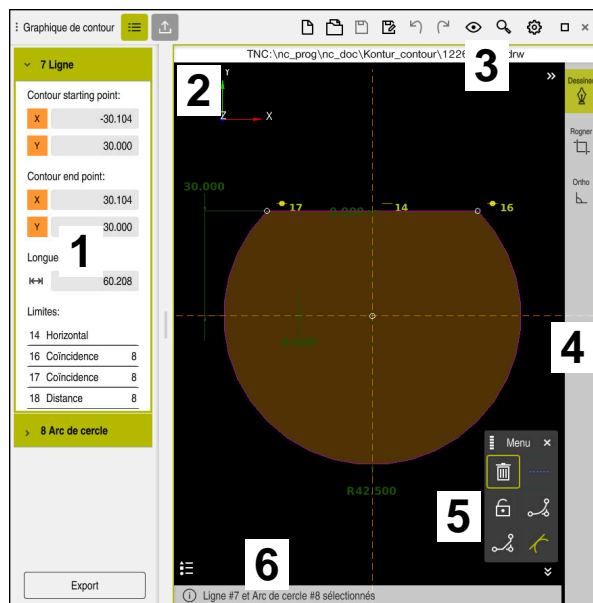 Graphique de contour
TNC:\nc_prog\nc_doc\Kontur_contour\1226
drw
7 Ligne
Contour starting point:
X -30.104
Y 30.000
Contour end point:
X 30.104
Y 30.000
Longue
60.208
Limites:
14 Horizontal
16 Coïncidence 8
17 Coïncidence 8
18 Distance 8
8 Arc de cercle
Export
1
2
3
4
5
6
Y
Z
X
30.000
17
0.000
14
16
0.000
R42.500
Dessiner
Rogner
Ortho
Menu
Ligne #7 et Arc de cercle #8 sélectionnés